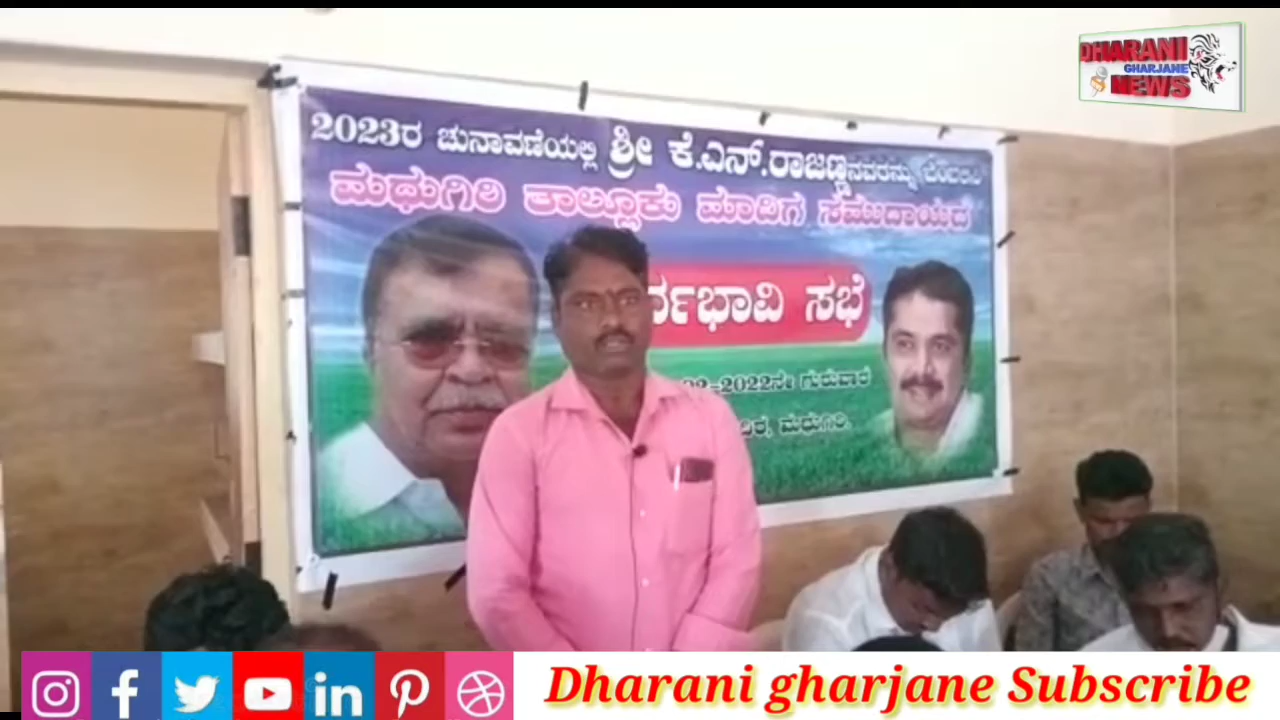 DHARANI
GHARJANE
NEWS
2023ರ ಚುನಾವಣೆಯಲ್ಲಿ ಶ್ರೀ ಕೆ.ಎನ್.ರಾಜಣ್ಣನವರನ್ನು
ಮಧುಗಿರಿ ತಾಲ್ಲೂಕು ಮಾದಿಗ ಸಮುದಾಯದ
ರ್ವಭಾವಿ ಸಭೆ
02-2022ನೇ ಗುರುವಾರ
ಮಧುಗಿರಿ.
Dharani gharjane Subscribe